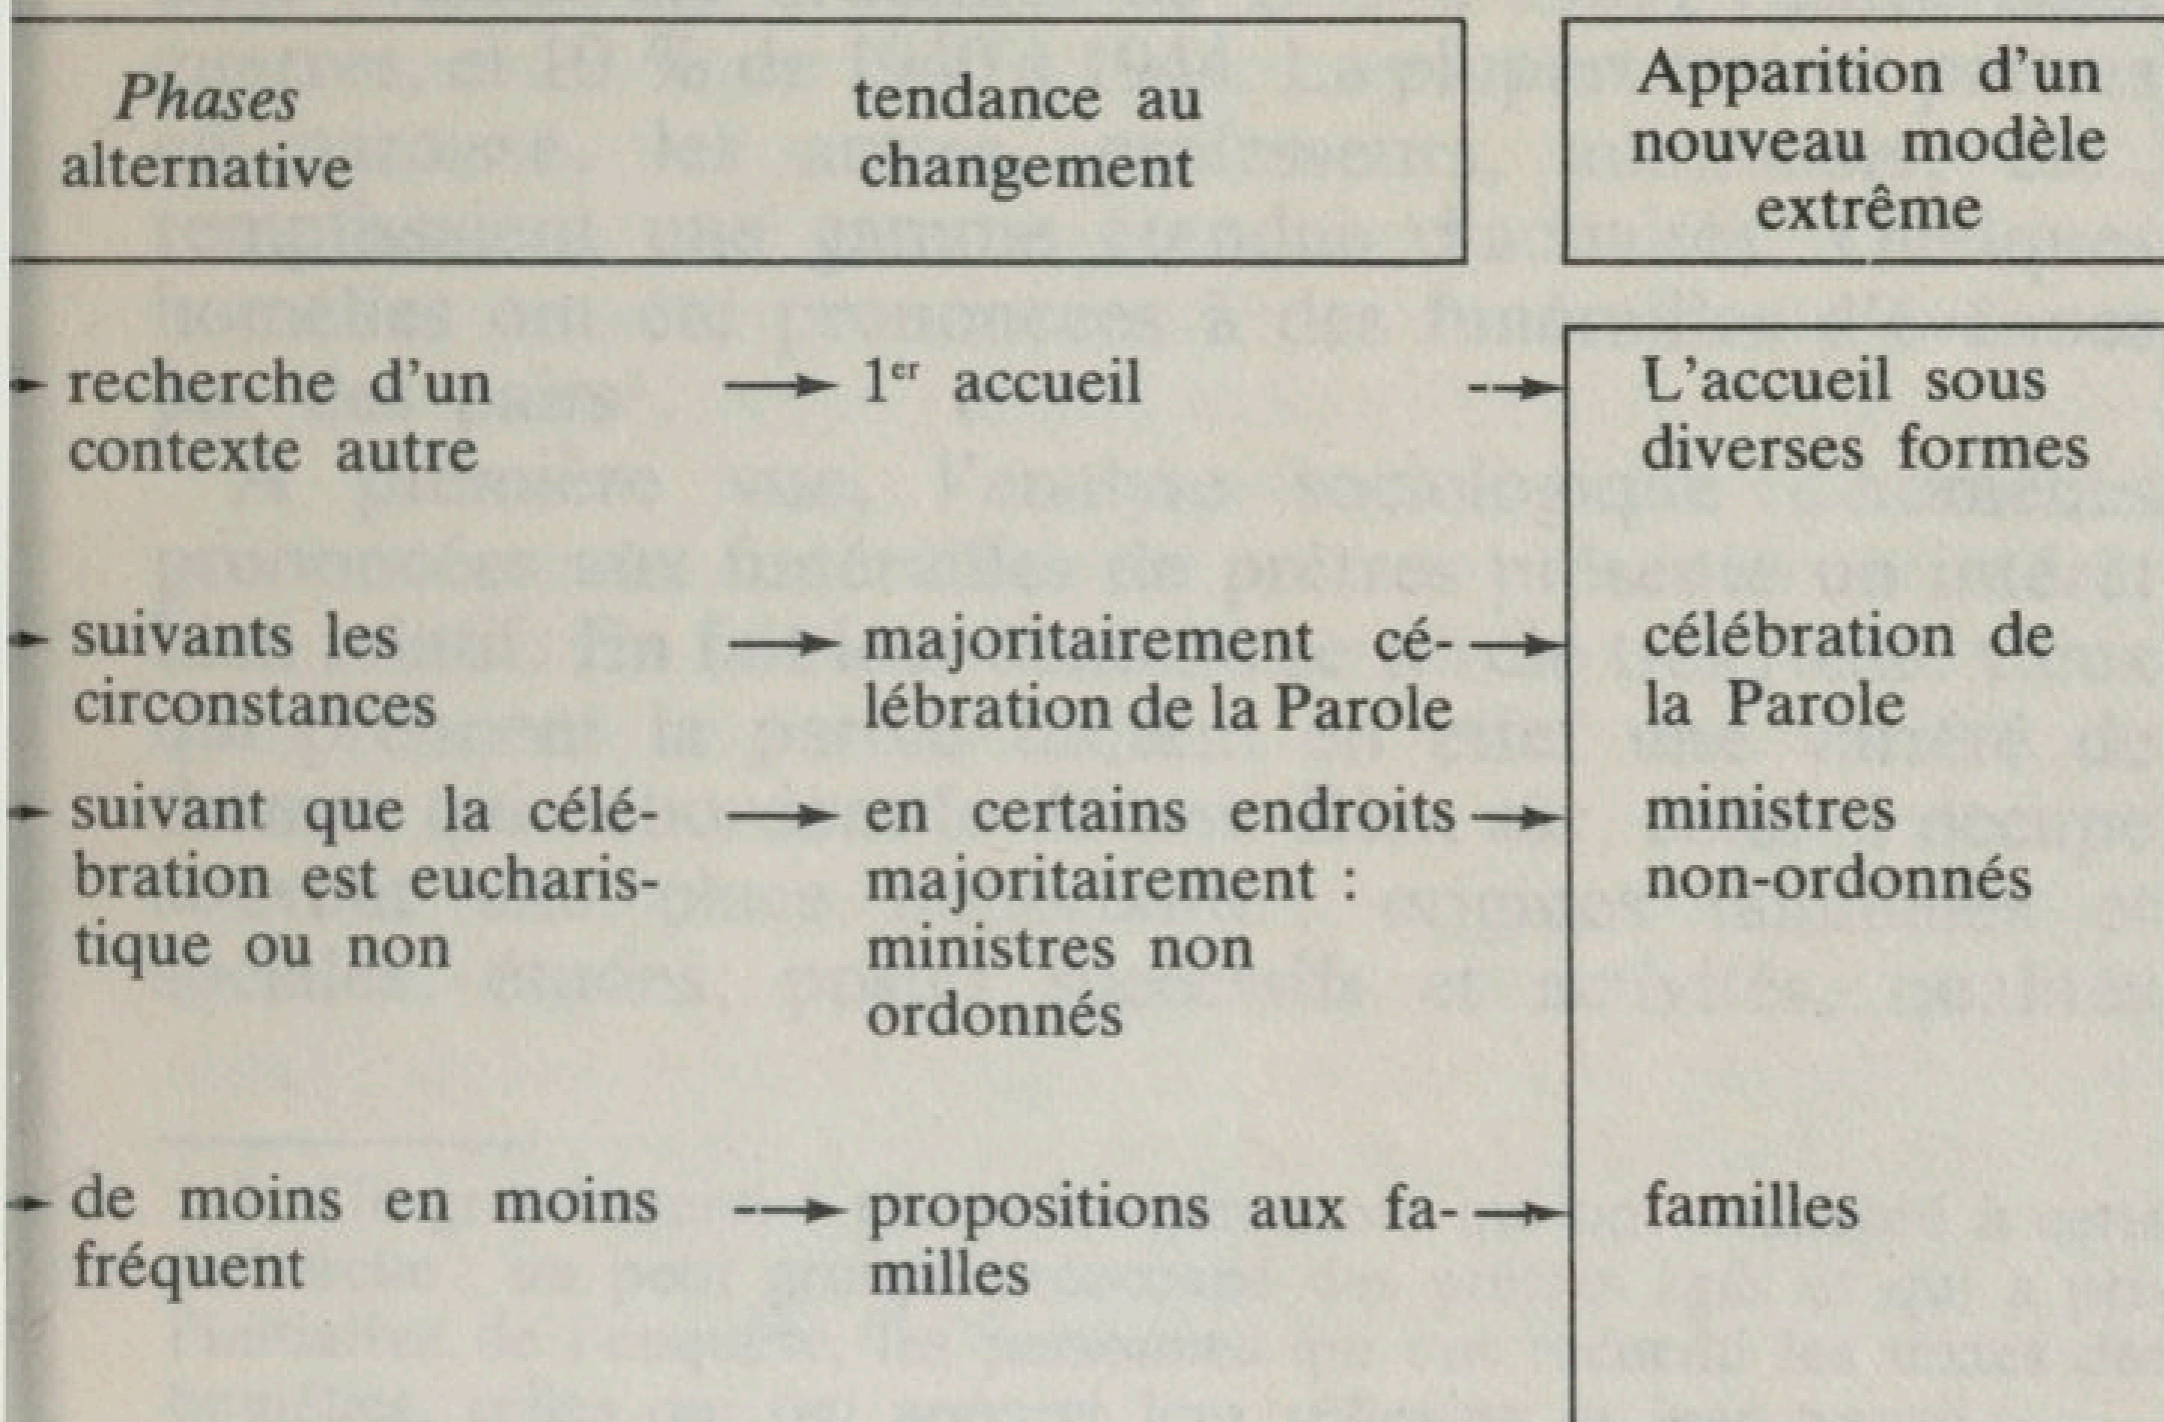 Phases
alternative
tendance au
changement
Apparition d'un
nouveau modèle
extrême
recherche d'un
contexte autre
1er accueil
L'accueil sous
diverses formes
suivants les
circonstances
majoritairement cé-
lébration de la Parole
célébration de
la Parole
suivant que la célé-
bration est eucharis-
tique ou non
en certains endroits
majoritairement :
ministres non
ordonnés
ministres
non-ordonnés
de moins en moins
fréquent
propositions aux fa-
milles
familles